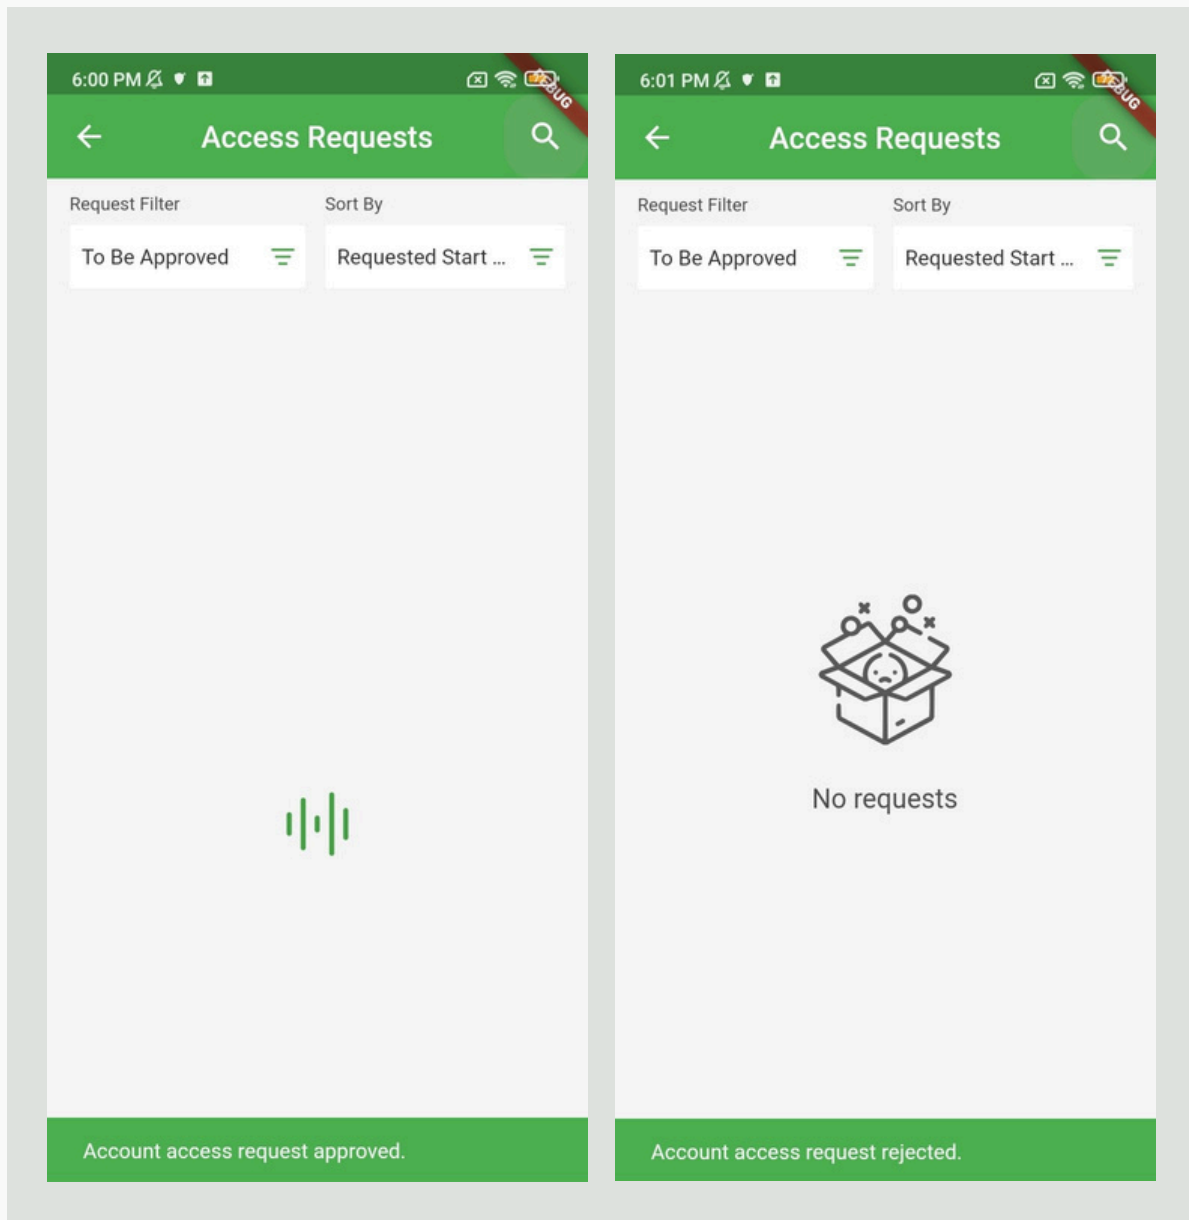 6:00 PM
DEBUG
Access Requests
Request Filter
Sort By
To Be Approved
Requested Start ...
Account access request approved.
6:01 PM
DEBUG
Access Requests
Request Filter
Sort By
To Be Approved
Requested Start ...
No requests
Account access request rejected.